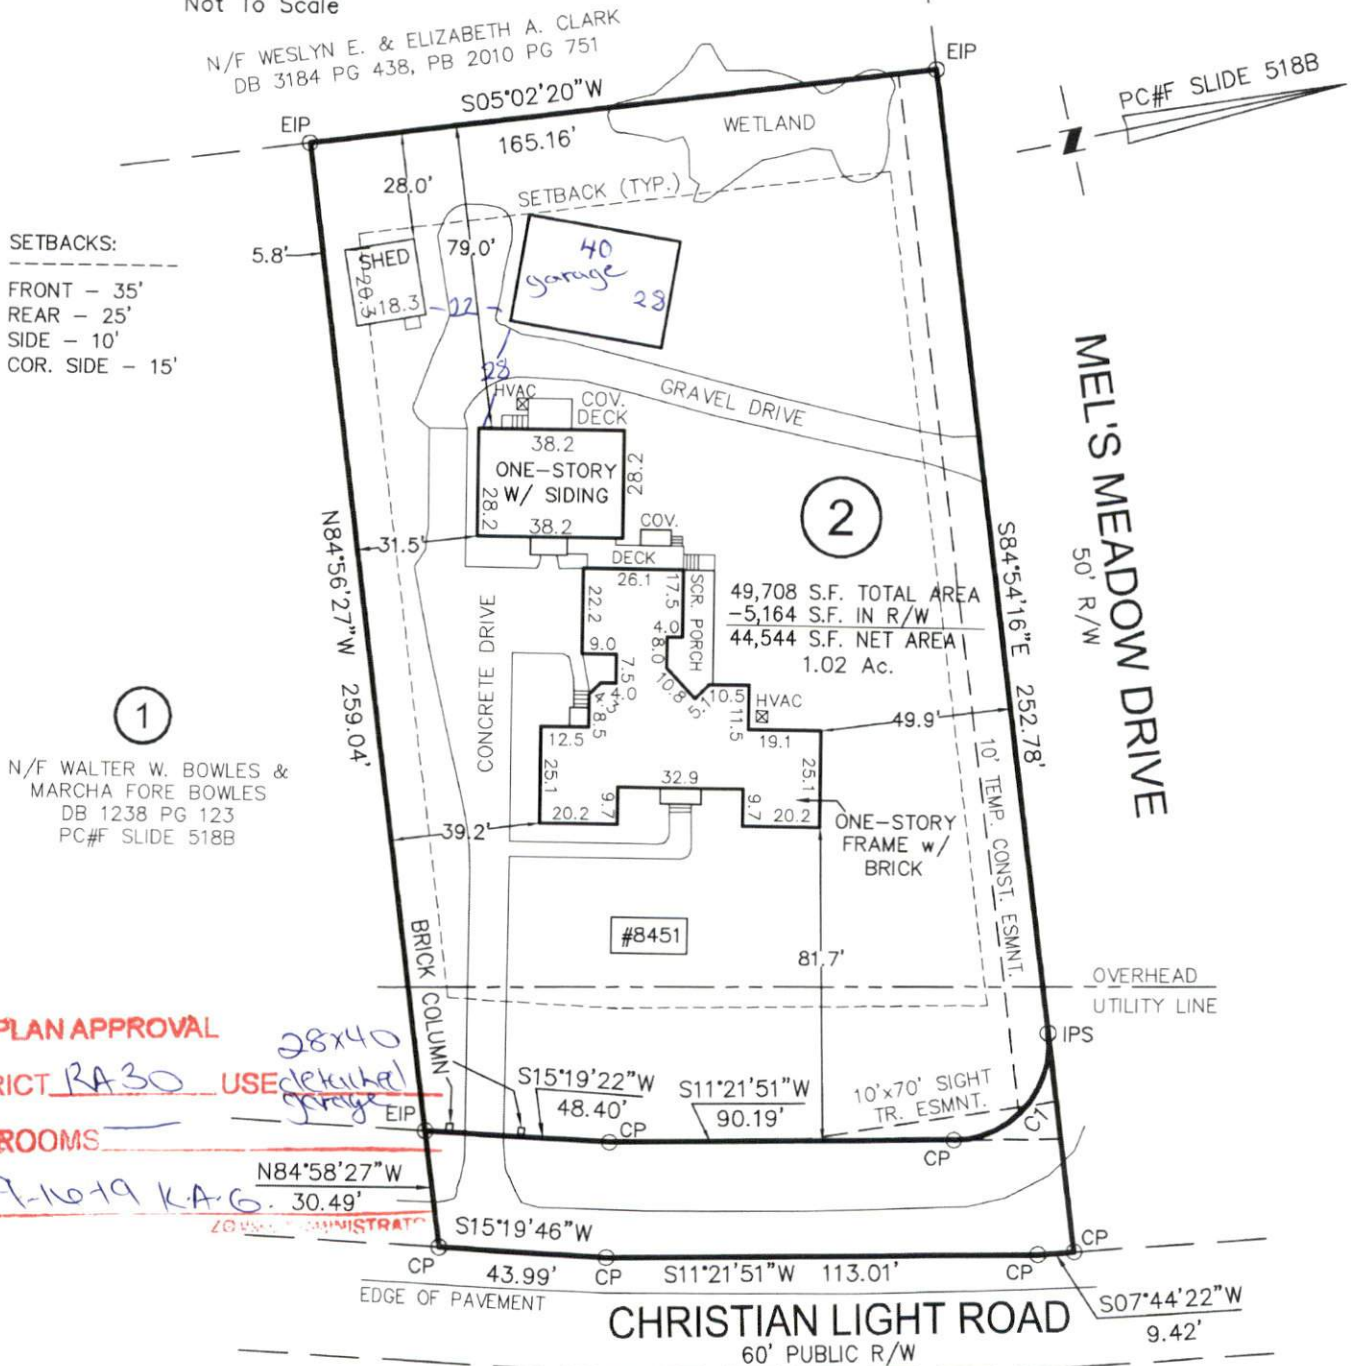 Not To Scale
N/F WESLYN E. & ELIZABETH A. CLARK
DB 3184 PG 438, PB 2010 PG 751
S05°02'20"W
165.16'
EIP
EIP
WETLAND
PC#F SLIDE 518B
SETBACK (TYP.)
28.0'
79.0'
5.8'
SETBACKS:
FRONT - 35'
REAR - 25'
SIDE - 10'
COR. SIDE - 15'
SHED
20.3
18.3
22
40
garage
28
28
HVAC
COV.
DECK
GRAVEL DRIVE
38.2
ONE-STORY
W/ SIDING
28.2
28.2
38.2
31.5'
N84°56'27"W 259.04'
COV.
DECK
26.1
17.5
SCR. PORCH
22.2
4.0
8.0
9.0
7.5
4.0
4.3
8.5
10.8
5.1
10.5
11.5
HVAC
12.5
19.1
25.1
25.1
32.9
9.7
9.7
20.2
20.2
49.9'
39.2'
CONCRETE DRIVE
2
49,708 S.F. TOTAL AREA
-5,164 S.F. IN R/W
44,544 S.F. NET AREA
1.02 Ac.
S84°54'16"E 252.78'
MEL'S MEADOW DRIVE
50' R/W
10' TEMP. CONST. ESMNT.
1
N/F WALTER W. BOWLES &
MARCHA FORE BOWLES
DB 1238 PG 123
PC#F SLIDE 518B
ONE-STORY
FRAME w/
BRICK
#8451
81.7'
BRICK COLUMN
OVERHEAD
UTILITY LINE
IPS
PLAN APPROVAL
RICT RA30 USE 28x40
detached
garage
ROOMS
9-16-19 K.A.G.
EIP
S15°19'22"W
48.40'
CP
S11°21'51"W
90.19'
10'x70' SIGHT
TR. ESMNT.
CP
N84°58'27"W
30.49'
S15°19'46"W
CP
43.99'
CP
S11°21'51"W 113.01'
CP
CP
S07°44'22"W
9.42'
EDGE OF PAVEMENT
CHRISTIAN LIGHT ROAD
60' PUBLIC R/W